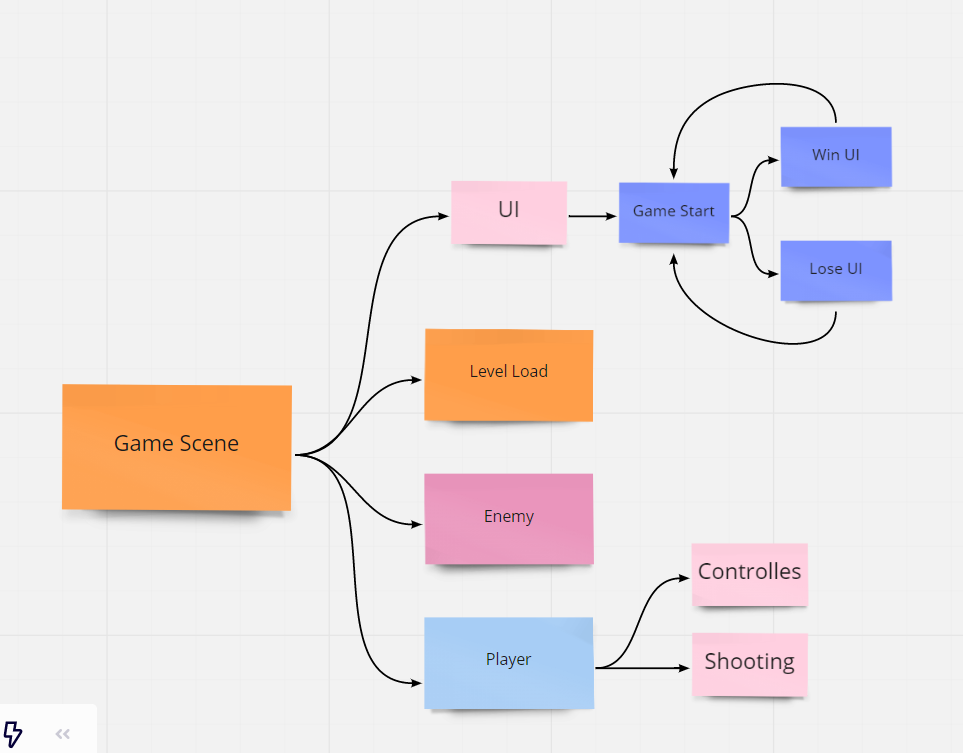 Win UI
UI
Game Start
Lose UI
Level Load
Game Scene
Enemy
Controlles
Player
Shooting